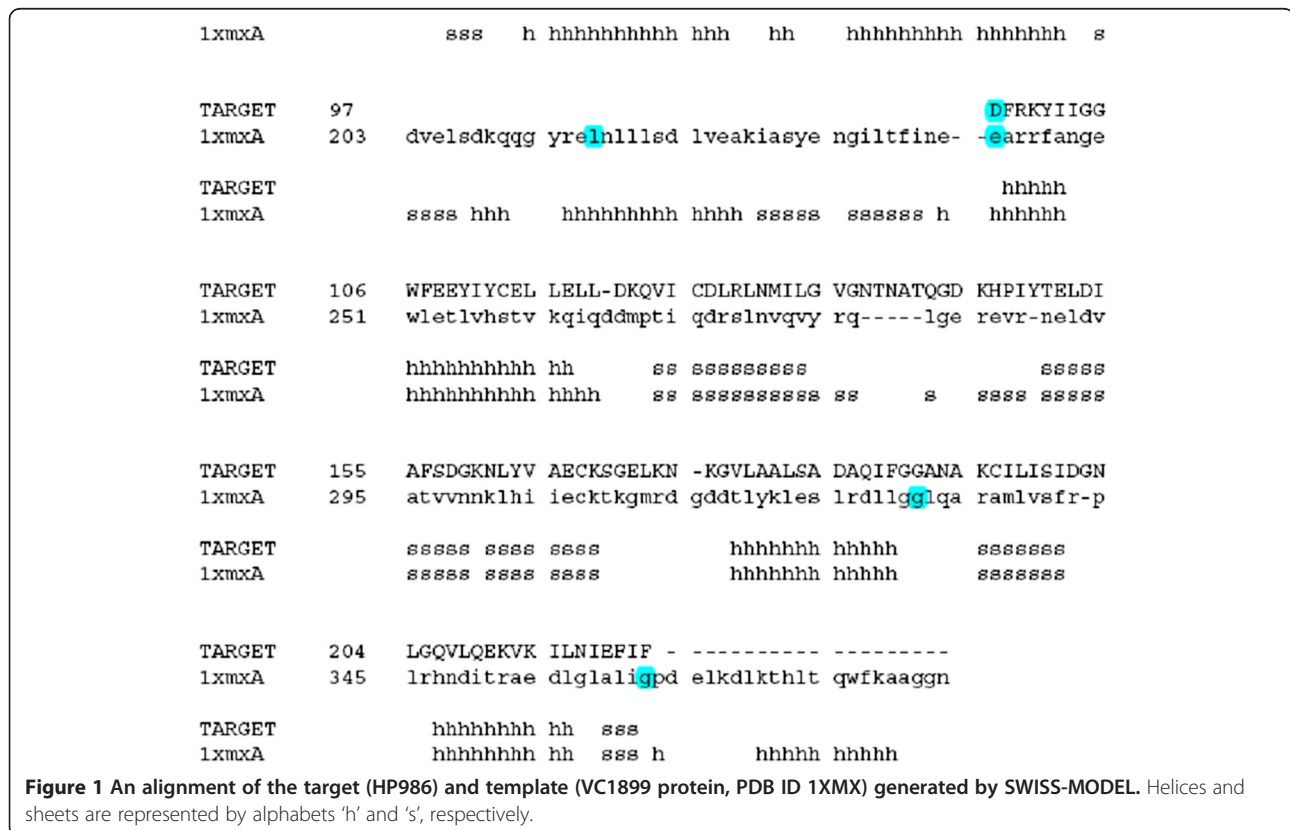 1xmxA sss h hhhhhhhhhh hhh hh hhhhhhhhh hhhhhhh s
TARGET 97 DFRKYIIGG
1xmxA 203 dvelsdkqqg yrelnlllsd lveakiasye ngiltfine- -earrfange
TARGET hhhhh
1xmxA ssss hhh hhhhhhhhh hhhh sssss ssssss h hhhhhh
TARGET 106 WFEEYIYCEL LELL-DKQVI CDLRLNMILG VGNTNATQGD KHPIYTELDI
1xmxA 251 wletlvhstv kqiqddmpti qdrslnvqvy rq-----lge revr-neldv
TARGET hhhhhhhhhh hh ss sssssssss sssss
1xmxA hhhhhhhhhh hhhh ss ssssssssss ss s ssss sssss
TARGET 155 AFSDGKNLYV AECKSGELKN -KGVLAALSA DAQIFGGANA KCILISIDGN
1xmxA 295 atvvnnklhi iecktkgmrd gddtlykles lrdllgglqa ramlvsfr-p
TARGET sssss ssss ssss hhhhhhh hhhhh sssssss
1xmxA sssss ssss ssss hhhhhhh hhhhh sssssss
TARGET 204 LGQVLQEKVK ILNIEFIF - ---------- ---------
1xmxA 345 lrhnditrae dlglaligpd elkdlkthlt qwfkaaggn
TARGET hhhhhhhh hh sss
1xmxA hhhhhhhh hh sss h hhhhh hhhhh
Figure 1 An alignment of the target (HP986) and template (VC1899 protein, PDB ID 1XMX) generated by SWISS-MODEL. Helices and
sheets are represented by alphabets ‘h’ and ‘s’, respectively.